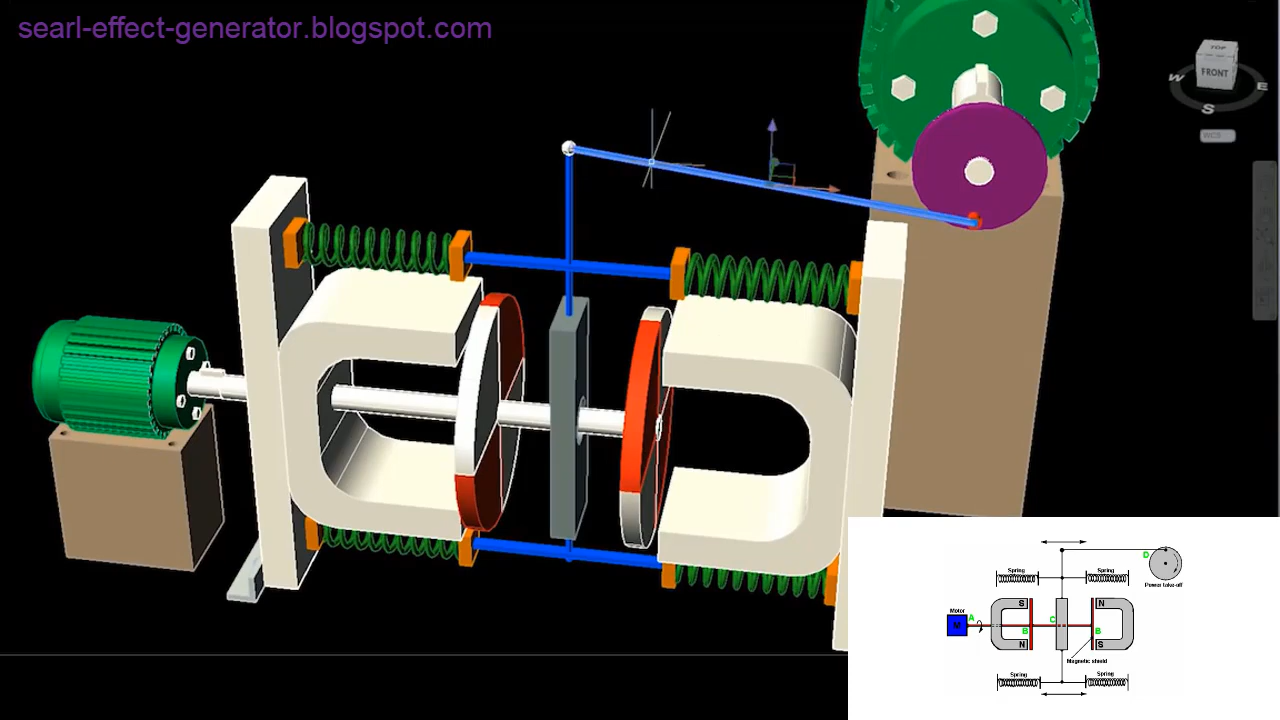 searl-effect-generator.blogspot.com
TOP
FRONT
W
E
S
WCS
D
Spring
Spring
Power take-off
Motor
S
N
A
M
C
B
B
N
S
Magnetic shield
Spring
Spring